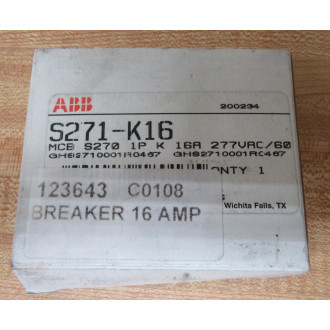 ABB
200234
S271-K16
MCB S270 1P K 16A 277VAC/60
GHS2710001R0467 GHS2710001R0467
QNTY 1
123643 C0108
BREAKER 16 AMP
Wichita Falls, TX